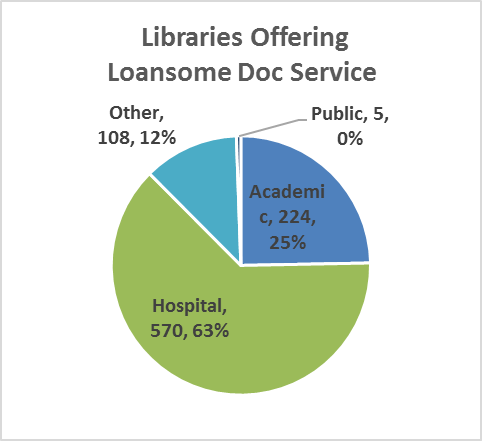 Libraries Offering
Loansome Doc Service
Other,
108, 12%
Public, 5,
0%
Academi
c, 224,
25%
Hospital,
570, 63%